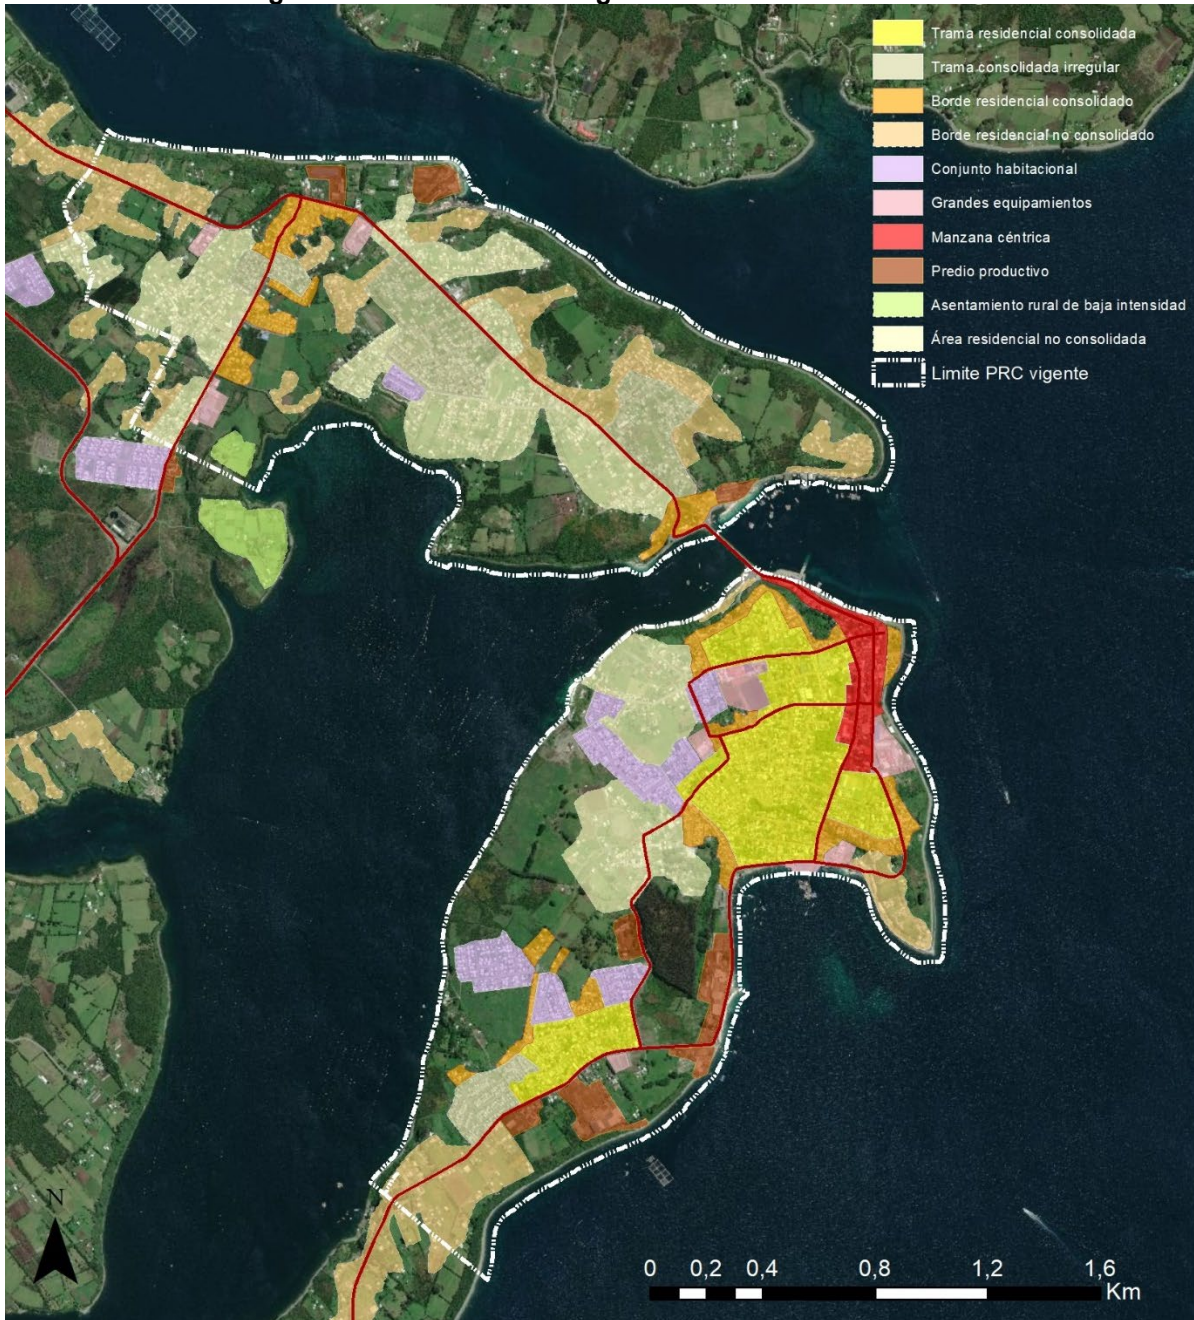 Trama residencial consolidada
Trama consolidada irregular
Borde residencial consolidado
Borde residencial no consolidado
Conjunto habitacional
Grandes equipamientos
Manzana céntrica
Predio productivo
Asentamiento rural de baja intensidad
Área residencial no consolidada
Limite PRC vigente
N
0 0,2 0,4 0,8 1,2 1,6
Km